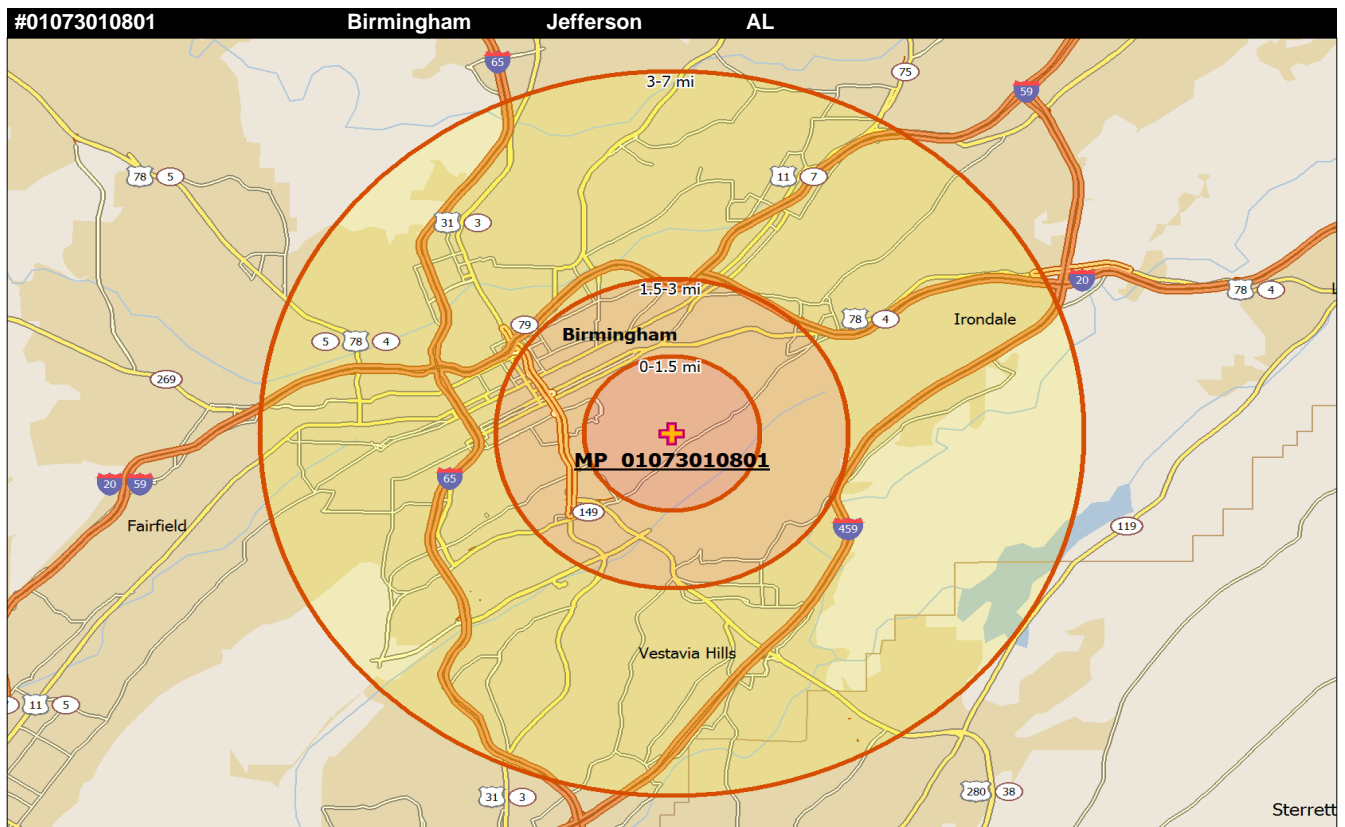 #01073010801 Birmingham Jefferson AL
65
3-7 mi
75
59
78 5
11 7
31 3
1.5-3 mi
20
78 4
79
Birmingham
78 4
Irondale
5 78 4
0-1.5 mi
269
MP 01073010801
65
20 59
149
Fairfield
459
119
Vestavia Hills
11 5
31 3
280 38
Sterrett